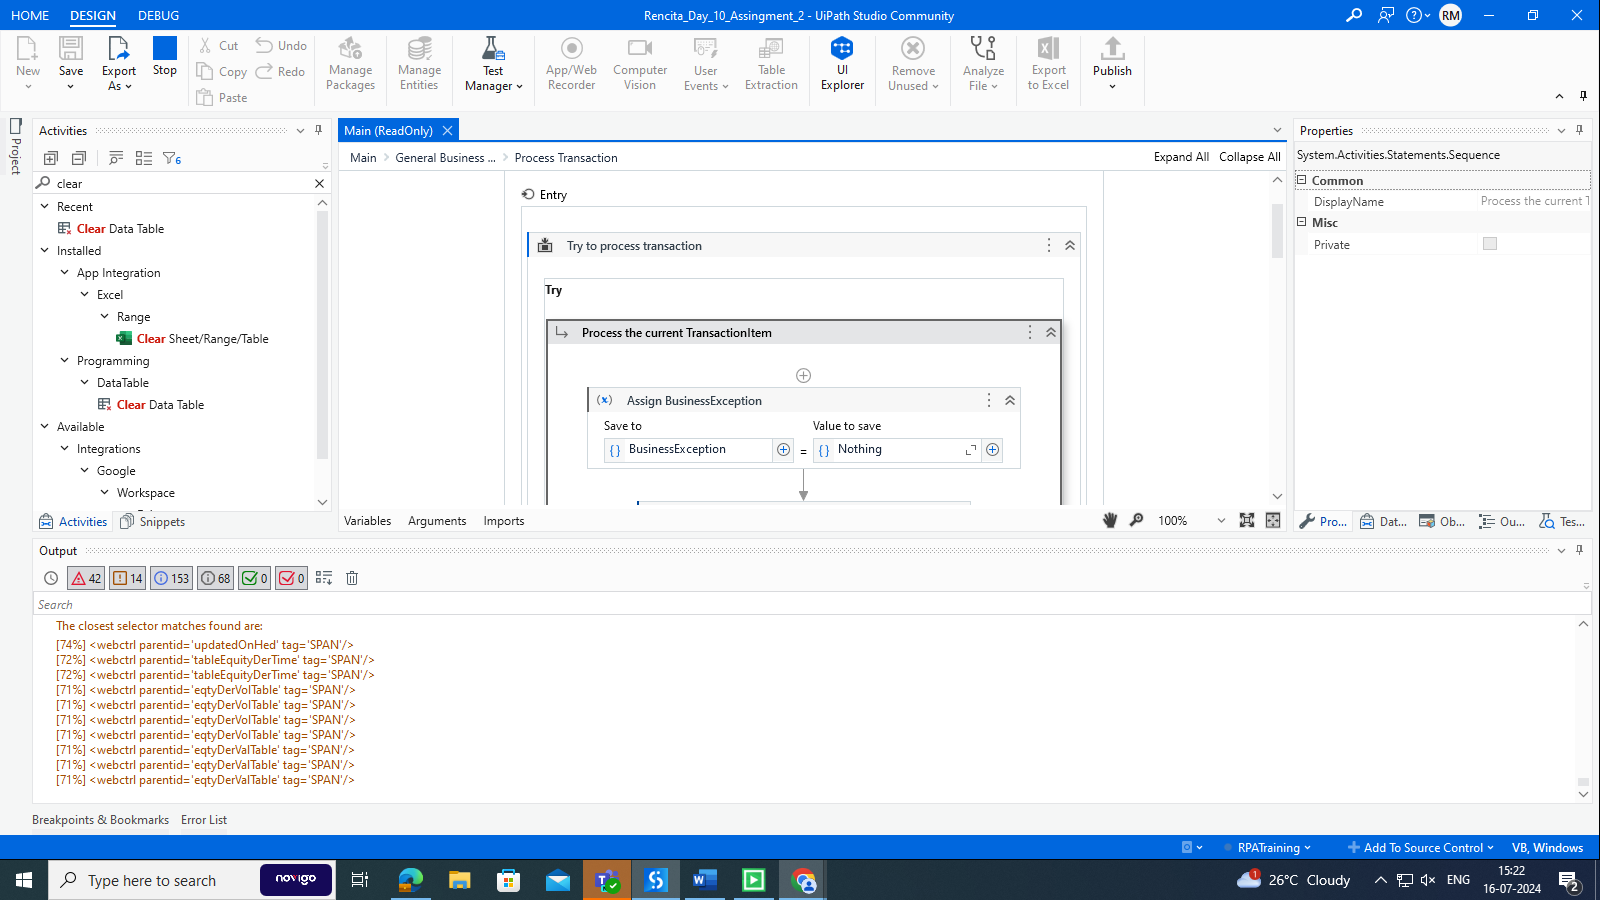 HOME DESIGN DEBUG
Rencita_Day_10_Assingment_2 - UiPath Studio Community
RM
New
Save
Export As
Stop
Cut
Copy
Paste
Undo
Redo
Manage Packages
Manage Entities
Test Manager
App/Web Recorder
Computer Vision
User Events
Table Extraction
UI Explorer
Remove Unused
Analyze File
Export to Excel
Publish
Project
Activities
6
clear
Recent
Clear Data Table
Installed
App Integration
Excel
Range
Clear Sheet/Range/Table
Programming
DataTable
Clear Data Table
Available
Integrations
Google
Workspace
Activities Snippets
Main (ReadOnly)
Main General Business ... Process Transaction
Expand All Collapse All
Entry
Try to process transaction
Try
Process the current TransactionItem
Assign BusinessException
Save to Value to save
BusinessException = Nothing
Variables Arguments Imports
100%
Properties
System.Activities.Statements.Sequence
Common
DisplayName Process the current T
Misc
Private
Pro... Dat... Ob... Ou... Tes...
Output
42 14 153 68 0 0
Search
The closest selector matches found are:
[74%] <webctrl parentid='updatedOnHed' tag='SPAN'/>
[72%] <webctrl parentid='tableEquityDerTime' tag='SPAN'/>
[72%] <webctrl parentid='tableEquityDerTime' tag='SPAN'/>
[71%] <webctrl parentid='eqtyDerVolTable' tag='SPAN'/>
[71%] <webctrl parentid='eqtyDerVolTable' tag='SPAN'/>
[71%] <webctrl parentid='eqtyDerVolTable' tag='SPAN'/>
[71%] <webctrl parentid='eqtyDerVolTable' tag='SPAN'/>
[71%] <webctrl parentid='eqtyDerValTable' tag='SPAN'/>
[71%] <webctrl parentid='eqtyDerValTable' tag='SPAN'/>
[71%] <webctrl parentid='eqtyDerValTable' tag='SPAN'/>
Breakpoints & Bookmarks Error List
RPATraining Add To Source Control VB, Windows
Type here to search
novigo
1
26°C Cloudy
ENG
15:22
16-07-2024
2